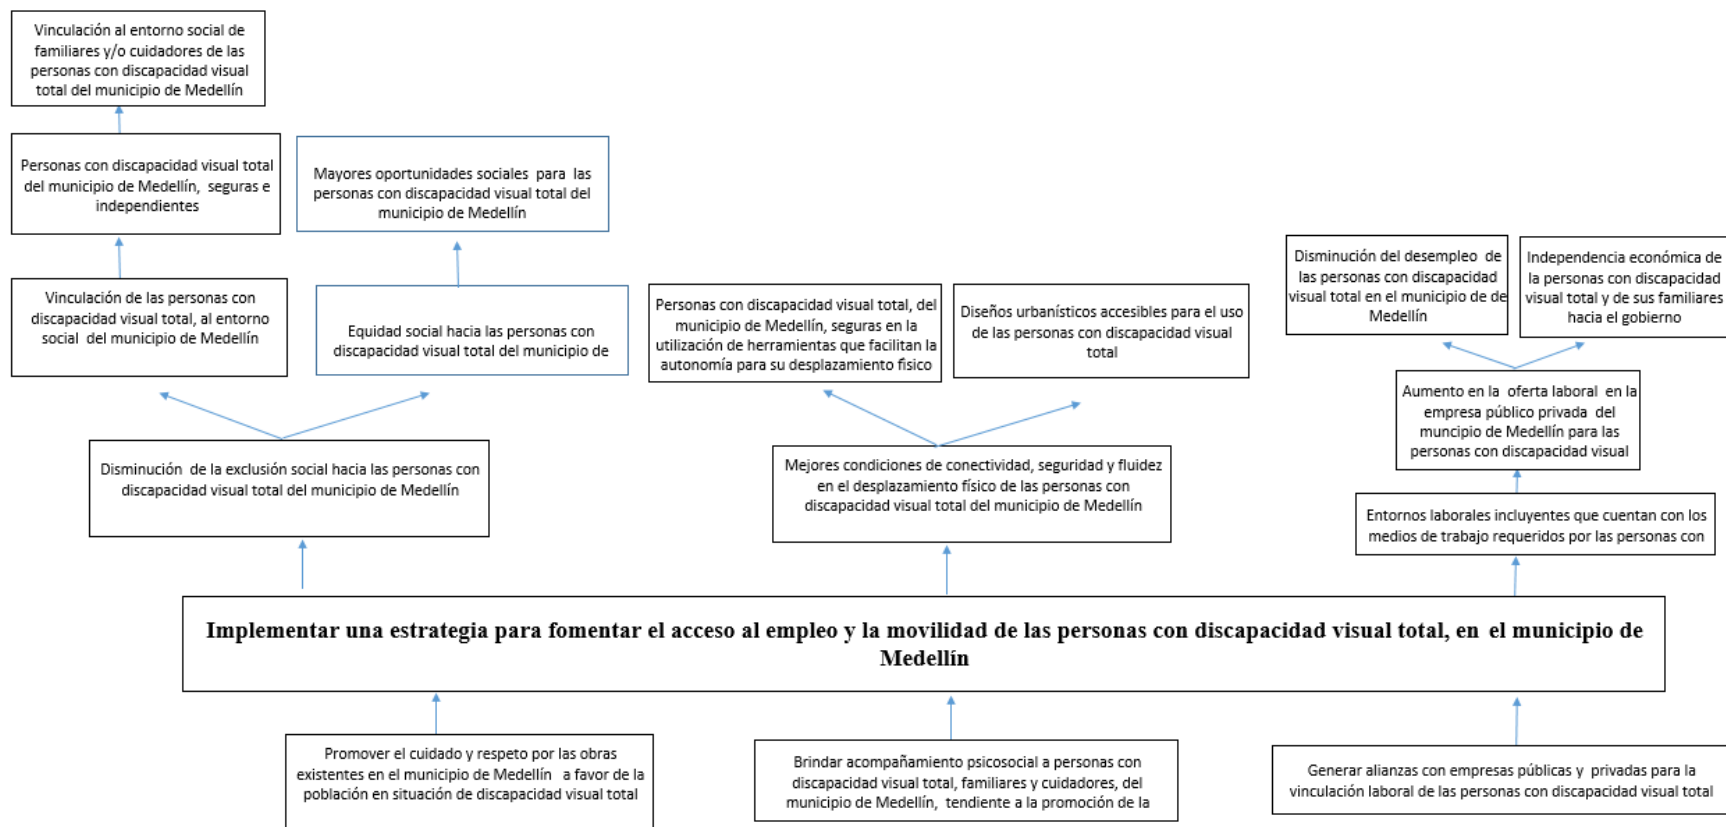 Vinculación al entorno social de
familiares y/o cuidadores de las
personas con discapacidad visual
total del municipio de Medellín
Personas con discapacidad visual total
del municipio de Medellín, seguras e
independientes
Mayores oportunidades sociales para las
personas con discapacidad visual total del
municipio de Medellín
Vinculación de las personas con
discapacidad visual total, al entorno
social del municipio de Medellín
Equidad social hacia las personas con
discapacidad visual total del municipio de
Personas con discapacidad visual total, del
municipio de Medellín, seguras en la
utilización de herramientas que facilitan la
autonomía para su desplazamiento físico
Diseños urbanísticos accesibles para el uso
de las personas con discapacidad visual
total
Disminución del desempleo de
las personas con discapacidad
visual total en el municipio de de
Medellín
Independencia económica de
la personas con discapacidad
visual total y de sus familiares
hacia el gobierno
Aumento en la oferta laboral en la
empresa público privada del
muncipio de Medellín para las
personas con discapacidad visual
Disminución de la exclusión social hacia las personas con
discapacidad visual total del municipio de Medellín
Mejores condiciones de conectividad, seguridad y fluidez
en el desplazamiento físico de las personas con
discapacidad visual total del municipio de Medellín
Entornos laborales incluyentes que cuentan con los
medios de trabajo requeridos por las personas con
Implementar una estrategia para fomentar el acceso al empleo y la movilidad de las personas con discapacidad visual total, en el municipio de
Medellín
Promover el cuidado y respeto por las obras
existentes en el municipio de Medellín a favor de la
población en situación de discapacidad visual total
Brindar acompañamiento psicosocial a personas con
discapacidad visual total, familiares y cuidadores, del
municipio de Medellín, tendiente a la promoción de la
Generar alianzas con empresas públicas y privadas para la
vinculación laboral de las personas con discapacidad visual total